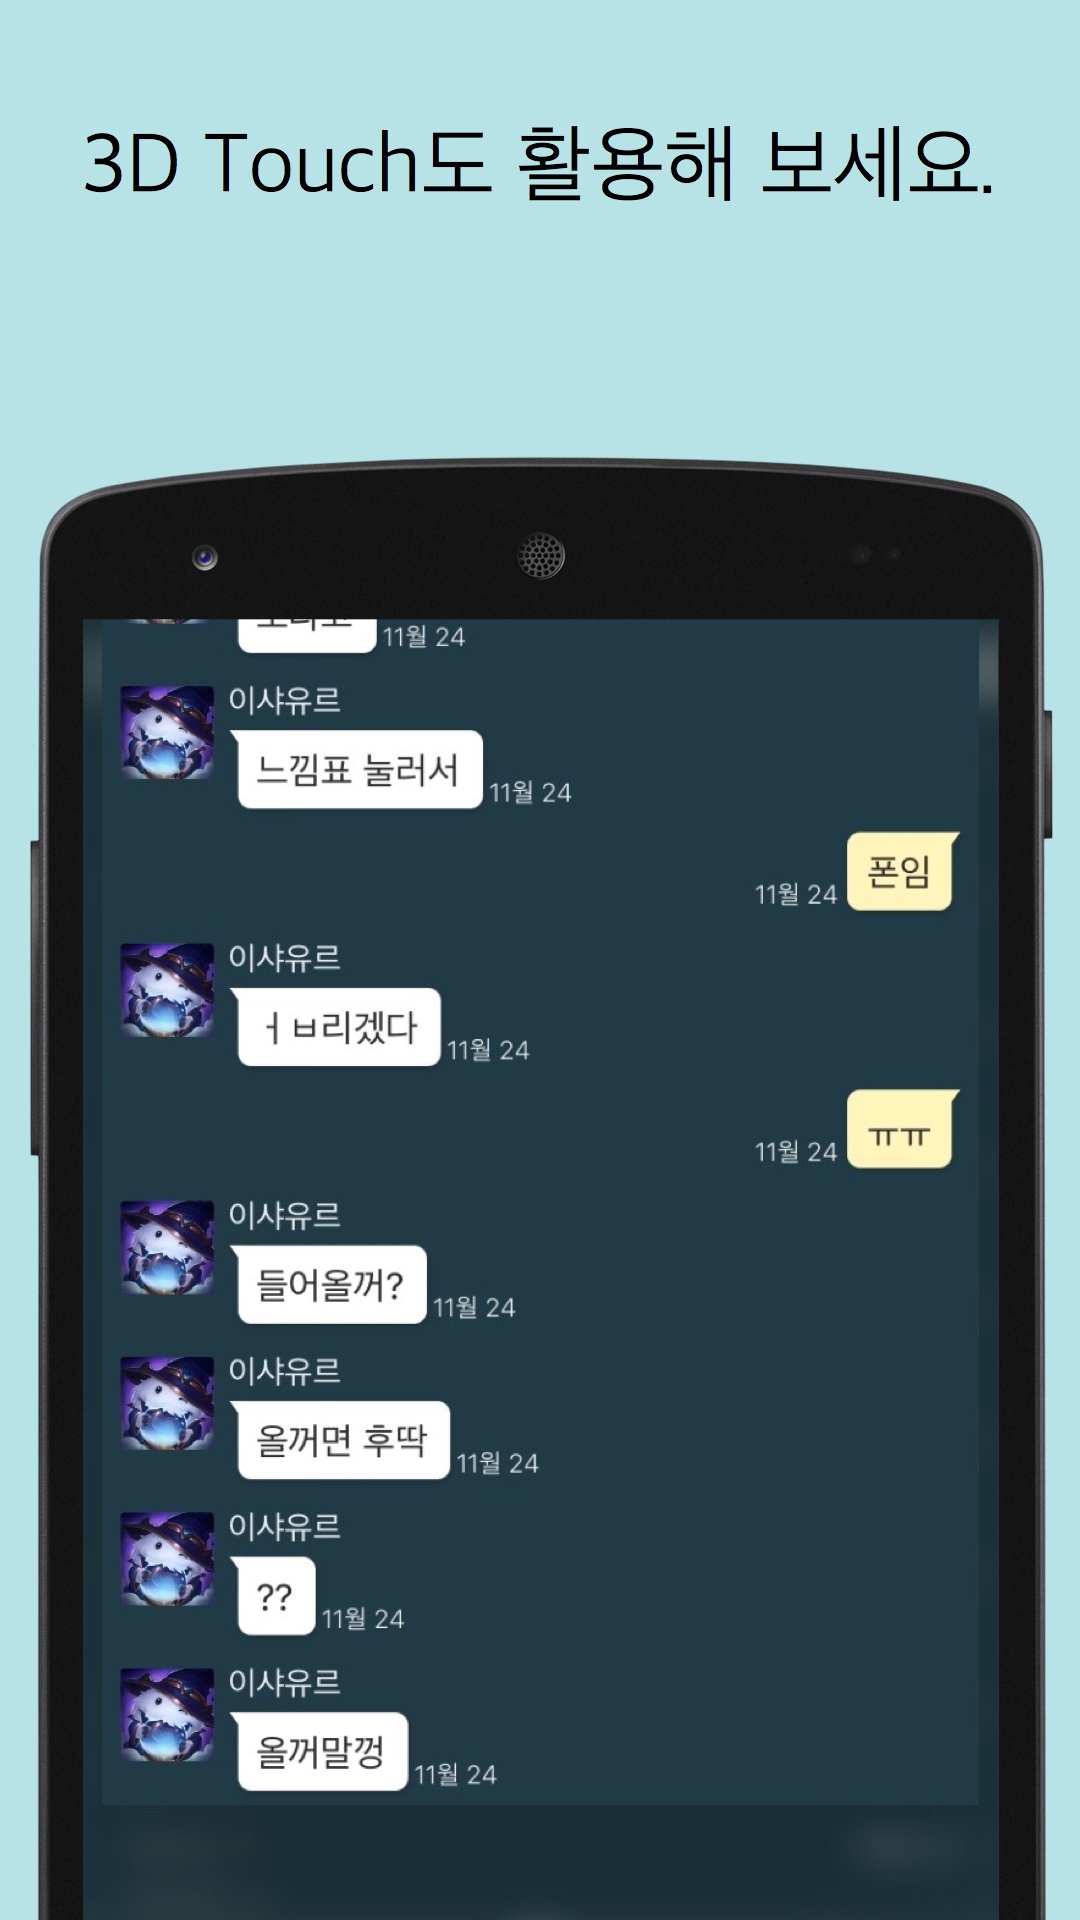 3D Touch도 활용해 보세요.
11월 24
이샤유르
느낌표 눌러서
11월 24
폰임
11월 24
이샤유르
ㅓㅂ리겠다
11월 24
ㅠㅠ
11월 24
이샤유르
들어올꺼?
11월 24
이샤유르
올꺼면 후딱
11월 24
이샤유르
??
11월 24
이샤유르
올꺼말껑
11월 24